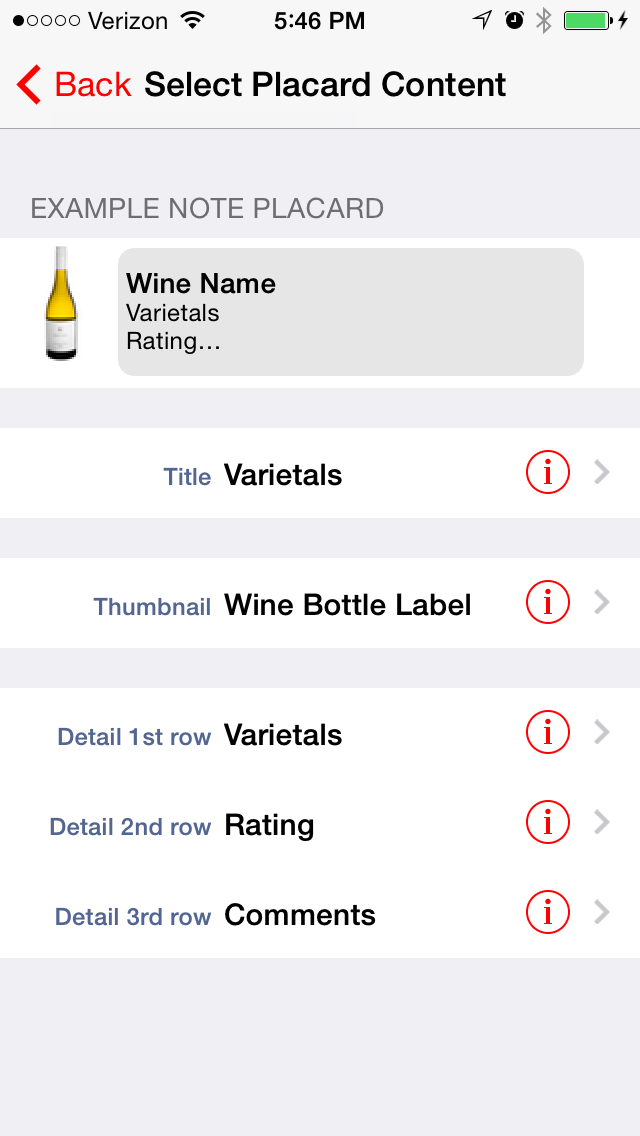 Verizon 5:46 PM
Back Select Placard Content
EXAMPLE NOTE PLACARD
Wine Name
Varietals
Rating...
Title Varietals i
Thumbnail Wine Bottle Label i
Detail 1st row Varietals i
Detail 2nd row Rating i
Detail 3rd row Comments i